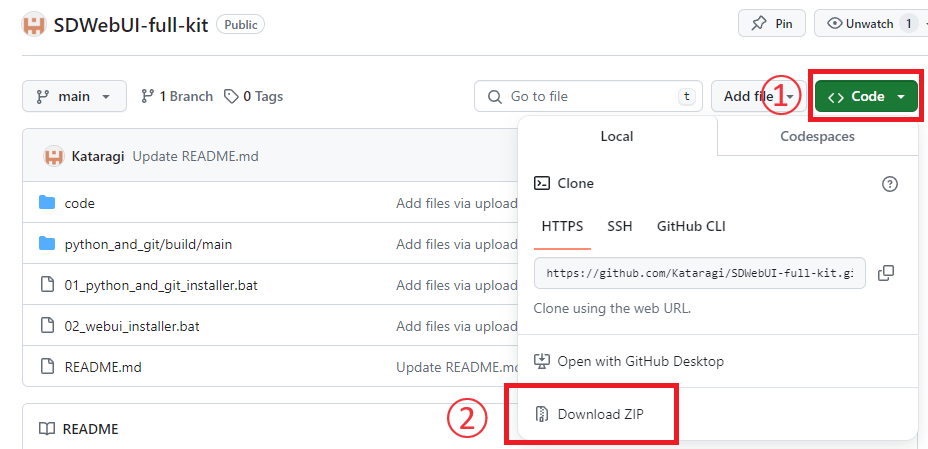 SDWebUI-full-kit Public
Pin
Unwatch 1
main
1 Branch
0 Tags
Go to file t
Add file
①
Code
Kataragi Update README.md
code Add files via upload
python_and_git/build/main Add files via upload
01_python_and_git_installer.bat Add files via upload
02_webui_installer.bat Add files via upload
README.md Update README.md
README
Local
Codespaces
Clone
HTTPS SSH GitHub CLI
https://github.com/Kataragi/SDWebUI-full-kit.gi
Clone using the web URL.
Open with GitHub Desktop
②
Download ZIP